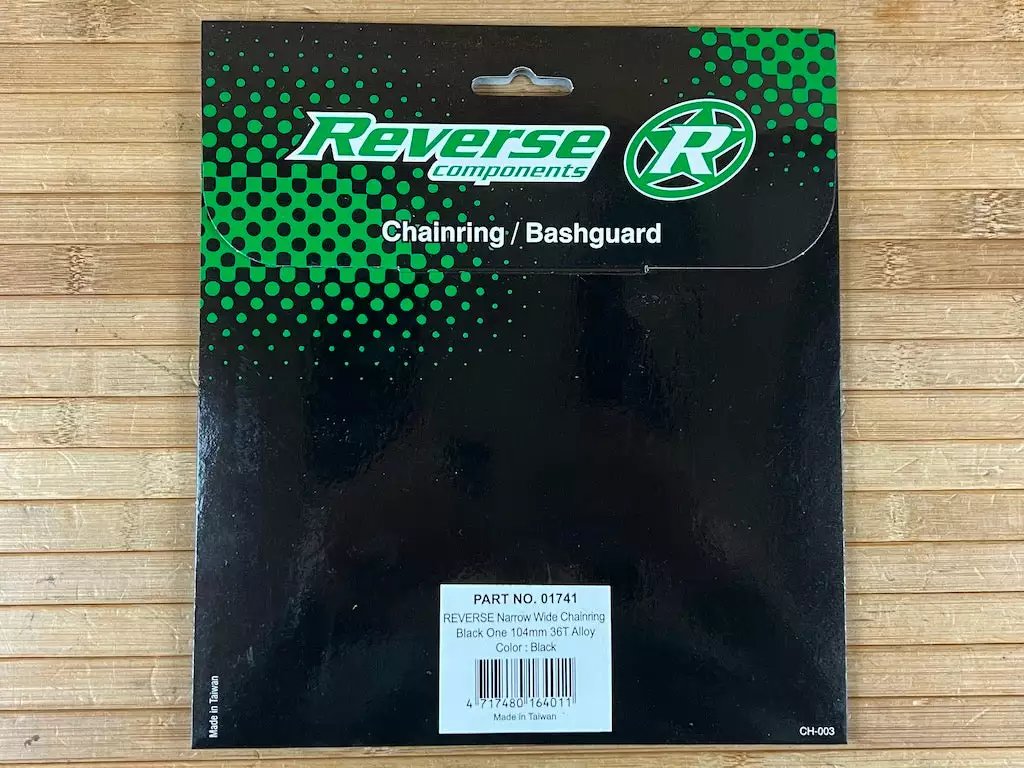 Reverse
components
R
Chainring / Bashguard
PART NO. 01741
REVERSE Narrow Wide Chainring
Black One 104mm 36T Alloy
Color : Black
4 717480 164011
Made In Taiwan
Made in Taiwan
CH-003